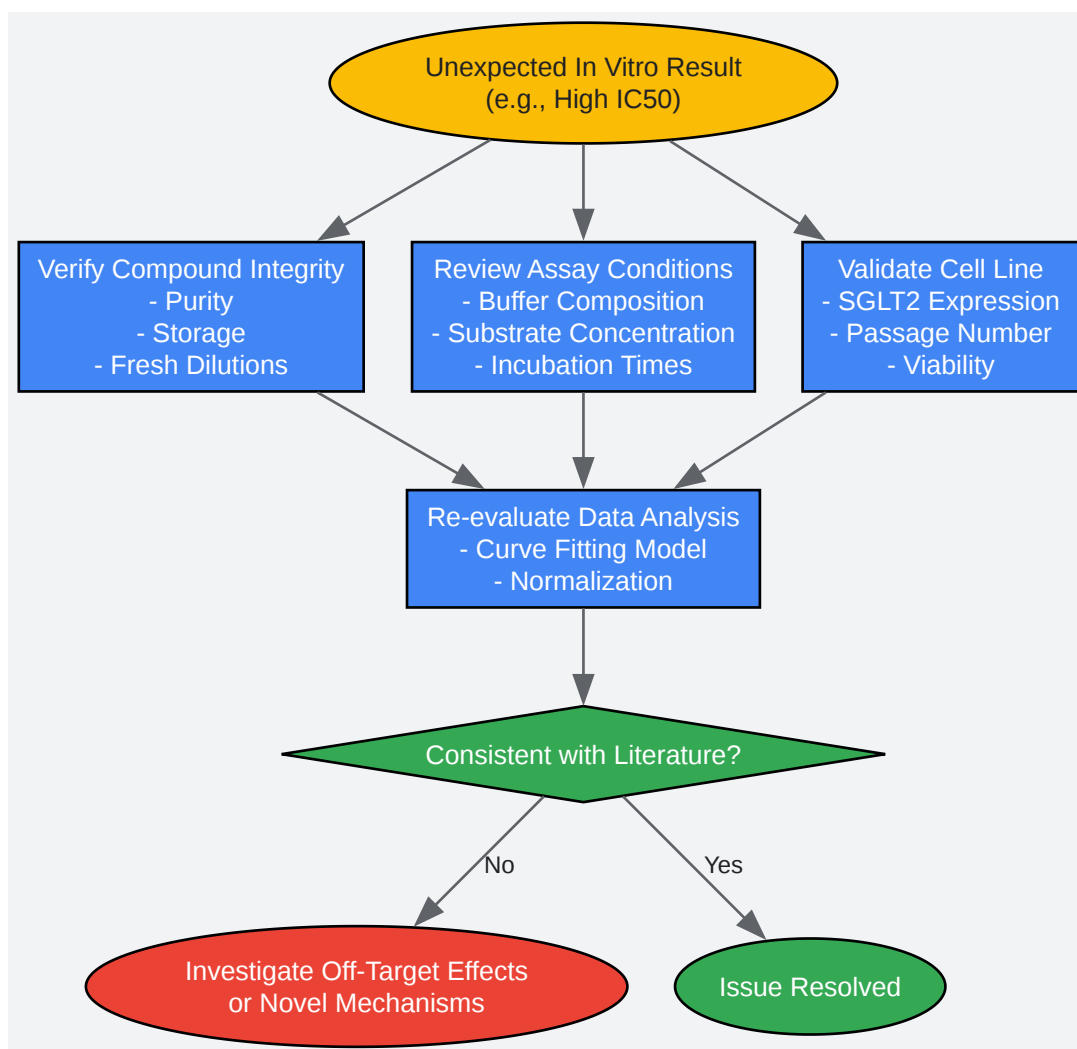 Unexpected In Vitro Result
(e.g., High IC50)
Verify Compound Integrity
- Purity
- Storage
- Fresh Dilutions
Review Assay Conditions
- Buffer Composition
- Substrate Concentration
- Incubation Times
Validate Cell Line
- SGLT2 Expression
- Passage Number
- Viability
Re-evaluate Data Analysis
- Curve Fitting Model
- Normalization
Consistent with Literature?
No
Yes
Investigate Off-Target Effects
or Novel Mechanisms
Issue Resolved